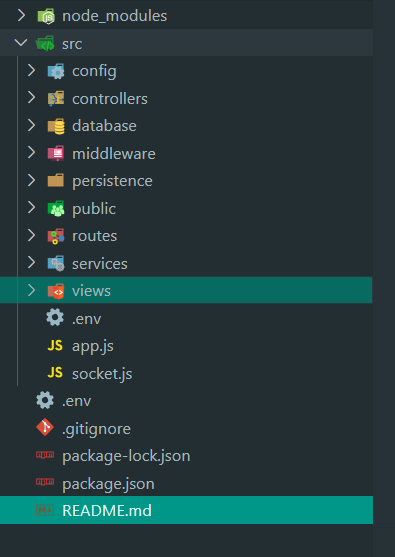 node_modules
src
config
controllers
database
middleware
persistence
public
routes
services
views
.env
JS app.js
JS socket.js
.env
.gitignore
package-lock.json
package.json
README.md